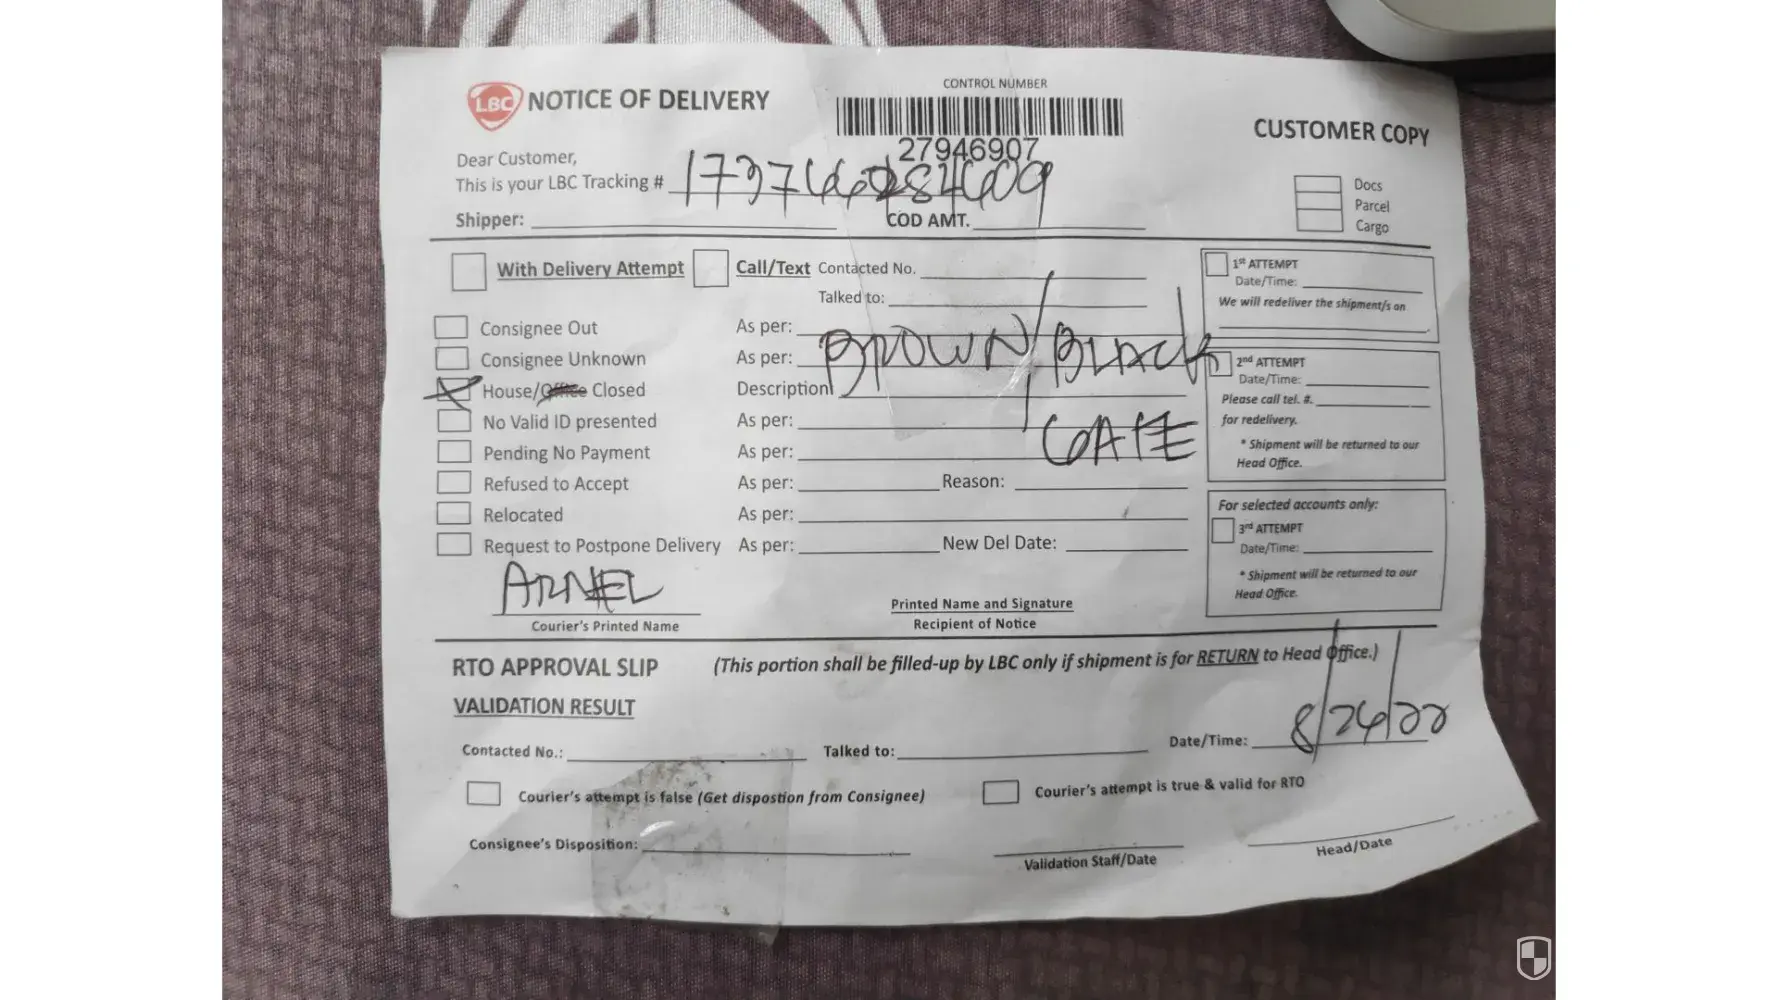 LBC NOTICE OF DELIVERY
CONTROL NUMBER
27946907
CUSTOMER COPY
Dear Customer,
This is your LBC Tracking #
Shipper: COD AMT.
Docs
Parcel
Cargo
With Delivery Attempt Call/Text Contacted No.
Talked to:
Consignee Out As per:
Consignee Unknown As per: BROWN/BLACK
House/Office Closed Description
No Valid ID presented As per: GATE
Pending No Payment As per:
Refused to Accept As per: Reason:
Relocated As per:
Request to Postpone Delivery As per: New Del Date:
1st ATTEMPT
Date/Time:
We will redeliver the shipment/s on
2nd ATTEMPT
Date/Time:
Please call tel. #.
for redelivery.
* Shipment will be returned to our
Head Office.
For selected accounts only:
3rd ATTEMPT
Date/Time:
* Shipment will be returned to our
Head Office.
ARNEL
Courier's Printed Name
Printed Name and Signature
Recipient of Notice
RTO APPROVAL SLIP (This portion shall be filled-up by LBC only if shipment is for RETURN to Head Office.)
VALIDATION RESULT
Contacted No.: Talked to: Date/Time: 8/24/22
Courier's attempt is false (Get dispostion from Consignee) Courier's attempt is true & valid for RTO
Consignee's Disposition:
Validation Staff/Date
Head/Date